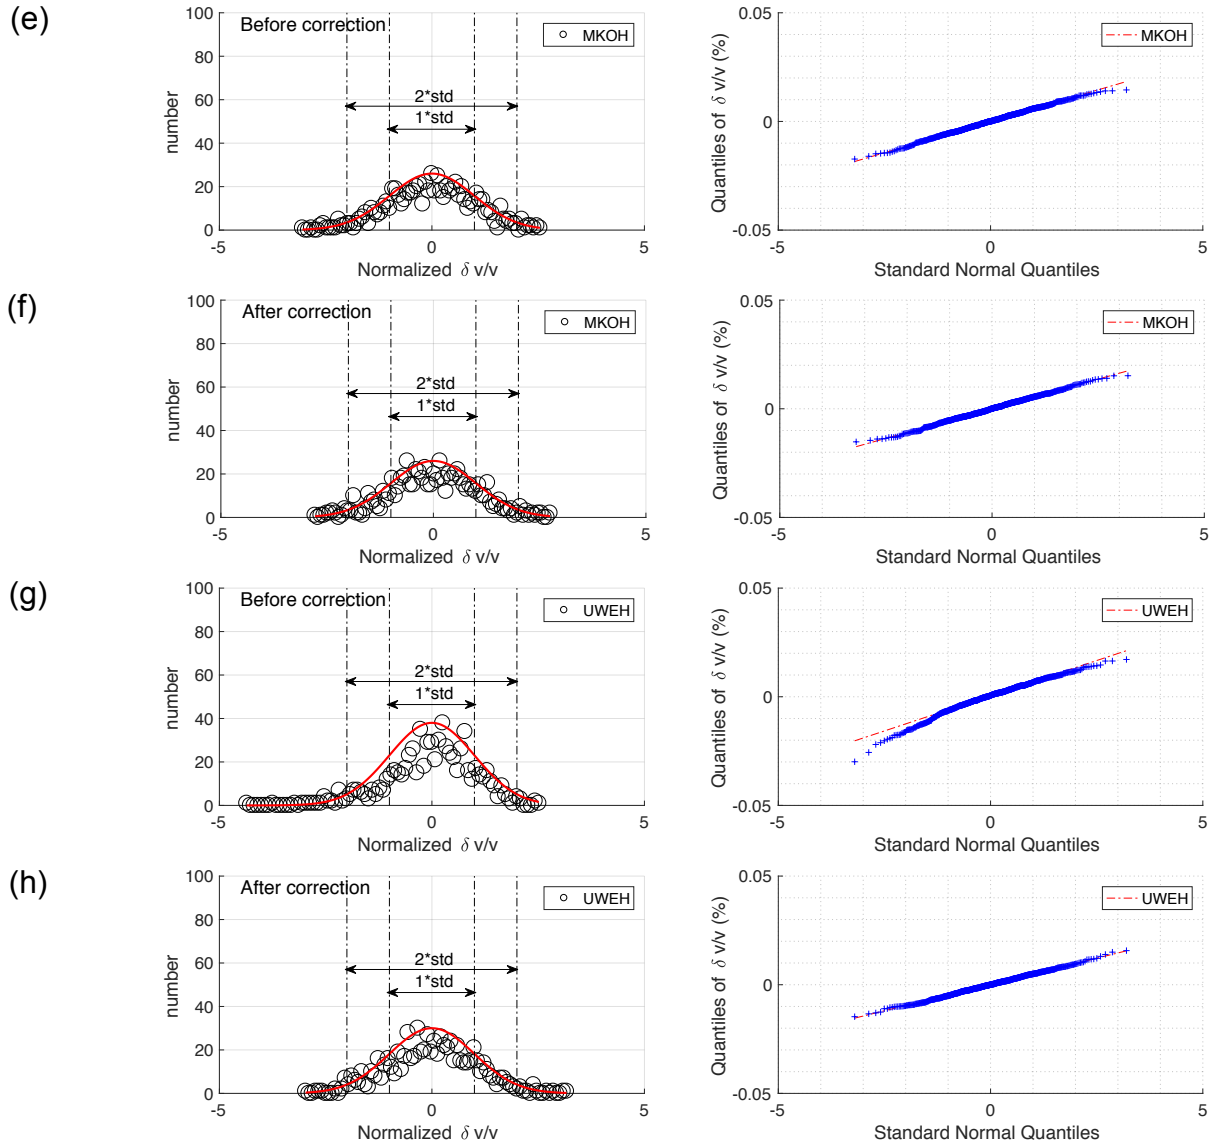 (e)
Before correction
MKOH
2*std
1*std
number
100
80
60
40
20
0
-5
0
5
Normalized δ v/v
MKOH
Quantiles of δ v/v (%)
0.05
0
-0.05
-5
0
5
Standard Normal Quantiles
(f)
After correction
MKOH
2*std
1*std
number
100
80
60
40
20
0
-5
0
5
Normalized δ v/v
MKOH
Quantiles of δ v/v (%)
0.05
0
-0.05
-5
0
5
Standard Normal Quantiles
(g)
Before correction
UWEH
2*std
1*std
number
100
80
60
40
20
0
-5
0
5
Normalized δ v/v
UWEH
Quantiles of δ v/v (%)
0.05
0
-0.05
-5
0
5
Standard Normal Quantiles
(h)
After correction
UWEH
2*std
1*std
number
100
80
60
40
20
0
-5
0
5
Normalized δ v/v
UWEH
Quantiles of δ v/v (%)
0.05
0
-0.05
-5
0
5
Standard Normal Quantiles